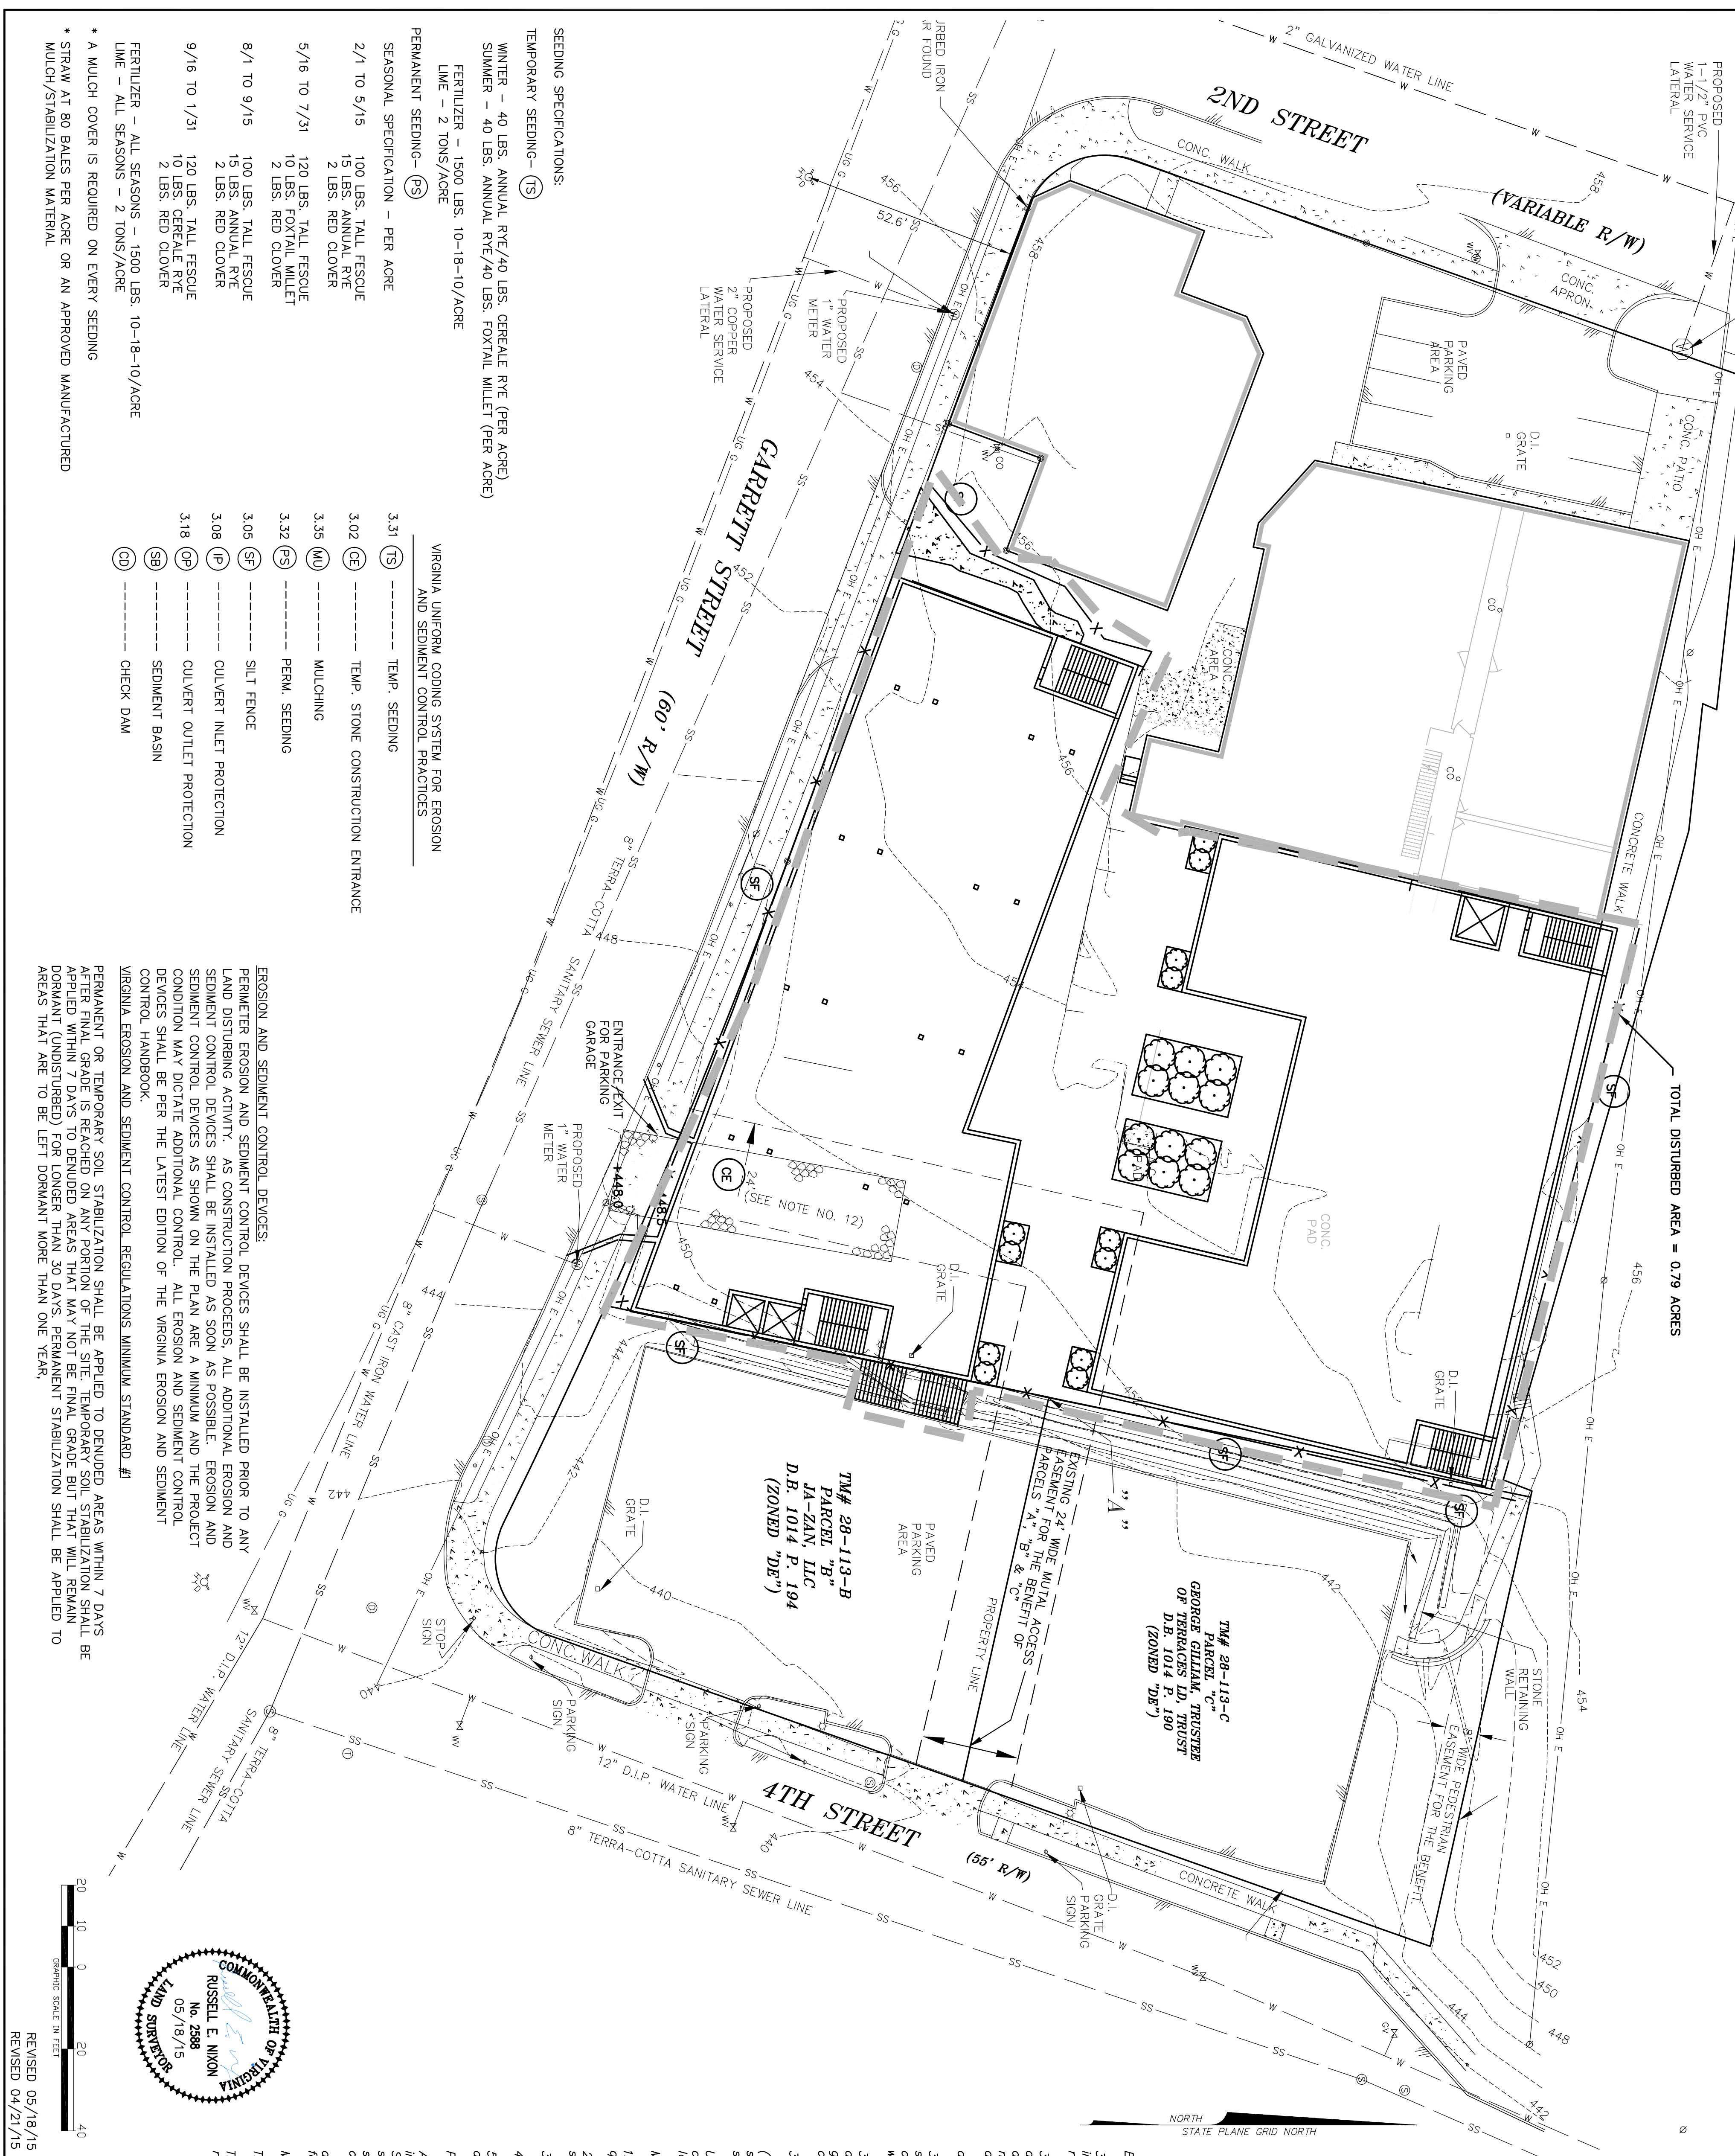 PROPOSED
1-1/2" PVC
WATER SERVICE
LATERAL
2" GALVANIZED WATER LINE
2ND STREET
(VARIABLE R/W)
CONC. WALK
CONC.
APRON
PAVED
PARKING
AREA
CONC. PATIO
D.I.
GRATE
CONCRETE WALK
URBED IRON
R FOUND
52.6'
PROPOSED
1" WATER
METER
PROPOSED
2" COPPER
WATER SERVICE
LATERAL
GARRETT STREET
(60' R/W)
CONC.
AREA
8" TERRA-COTTA
SANITARY SEWER LINE
TOTAL DISTURBED AREA = 0.79 ACRES
ENTRANCE/EXIT
FOR PARKING
GARAGE
PROPOSED
1" WATER
METER
24'
(SEE NOTE NO. 12)
+448.0
CONC.
PAD
D.I.
GRATE
D.I.
GRATE
8" CAST IRON WATER LINE
"A"
EXISTING 24' WIDE MUTAL ACCESS
EASEMENT FOR THE BENEFIT OF
PARCELS "A", "B" & "C"
PROPERTY LINE
TM# 28-113-B
PARCEL "B"
JA-ZAN, LLC
D.B. 1014 P. 194
(ZONED "DE")
PAVED
PARKING
AREA
D.I.
GRATE
TM# 28-113-C
PARCEL "C"
GEORGE GILLIAM, TRUSTEE
OF TERRACES LD. TRUST
D.B. 1014 P. 190
(ZONED "DE")
STONE
RETAINING
WALL
8' WIDE PEDESTRIAN
EASEMENT FOR THE BENEFIT
STOP
SIGN
CONC. WALK
PARKING
SIGN
PARKING
SIGN
12" D.I.P. WATER LINE
12" D.I.P. WATER LINE
8" TERRA-COTTA
SANITARY SEWER LINE
4TH STREET
(55' R/W)
8" TERRA-COTTA SANITARY SEWER LINE
D.I.
GRATE
PARKING
SIGN
CONCRETE WALK
NORTH
STATE PLANE GRID NORTH
SEEDING SPECIFICATIONS:
TEMPORARY SEEDING- TS
WINTER - 40 LBS. ANNUAL RYE/40 LBS. CEREALE RYE (PER ACRE)
SUMMER - 40 LBS. ANNUAL RYE/40 LBS. FOXTAIL MILLET (PER ACRE)
FERTILIZER - 1500 LBS. 10-18-10/ACRE
LIME - 2 TONS/ACRE
PERMANENT SEEDING- PS
SEASONAL SPECIFICATION - PER ACRE
2/1 TO 5/15 100 LBS. TALL FESCUE
15 LBS. ANNUAL RYE
2 LBS. RED CLOVER
5/16 TO 7/31 120 LBS. TALL FESCUE
10 LBS. FOXTAIL MILLET
2 LBS. RED CLOVER
8/1 TO 9/15 100 LBS. TALL FESCUE
15 LBS. ANNUAL RYE
2 LBS. RED CLOVER
9/16 TO 1/31 120 LBS. TALL FESCUE
10 LBS. CEREALE RYE
2 LBS. RED CLOVER
FERTILIZER - ALL SEASONS - 1500 LBS. 10-18-10/ACRE
LIME - ALL SEASONS - 2 TONS/ACRE
* A MULCH COVER IS REQUIRED ON EVERY SEEDING
* STRAW AT 80 BALES PER ACRE OR AN APPROVED MANUFACTURED
MULCH/STABILIZATION MATERIAL
VIRGINIA UNIFORM CODING SYSTEM FOR EROSION
AND SEDIMENT CONTROL PRACTICES
3.31 TS -------- TEMP. SEEDING
3.02 CE -------- TEMP. STONE CONSTRUCTION ENTRANCE
3.35 MU -------- MULCHING
3.32 PS -------- PERM. SEEDING
3.05 SF -------- SILT FENCE
3.08 IP -------- CULVERT INLET PROTECTION
3.18 OP -------- CULVERT OUTLET PROTECTION
SB -------- SEDIMENT BASIN
CD -------- CHECK DAM
EROSION AND SEDIMENT CONTROL DEVICES:
PERIMETER EROSION AND SEDIMENT CONTROL DEVICES SHALL BE INSTALLED PRIOR TO ANY
LAND DISTURBING ACTIVITY. AS CONSTRUCTION PROCEEDS, ALL ADDITIONAL EROSION AND
SEDIMENT CONTROL DEVICES SHALL BE INSTALLED AS SOON AS POSSIBLE. EROSION AND
SEDIMENT CONTROL DEVICES AS SHOWN ON THE PLAN ARE A MINIMUM AND THE PROJECT
CONDITION MAY DICTATE ADDITIONAL CONTROL. ALL EROSION AND SEDIMENT CONTROL
DEVICES SHALL BE PER THE LATEST EDITION OF THE VIRGINIA EROSION AND SEDIMENT
CONTROL HANDBOOK.
VIRGINIA EROSION AND SEDIMENT CONTROL REGULATIONS MINIMUM STANDARD #1
PERMANENT OR TEMPORARY SOIL STABILIZATION SHALL BE APPLIED TO DENUDED AREAS WITHIN 7 DAYS
AFTER FINAL GRADE IS REACHED ON ANY PORTION OF THE SITE. TEMPORARY SOIL STABILIZATION SHALL BE
APPLIED WITHIN 7 DAYS TO DENUDED AREAS THAT MAY NOT BE FINAL GRADE BUT THAT WILL REMAIN
DORMANT (UNDISTURBED) FOR LONGER THAN 30 DAYS. PERMANENT STABILIZATION SHALL BE APPLIED TO
AREAS THAT ARE TO BE LEFT DORMANT MORE THAN ONE YEAR.
COMMONWEALTH OF VIRGINIA
RUSSELL E. NIXON
No. 2588
05/18/15
LAND SURVEYOR
20 10 0 20 40
GRAPHIC SCALE IN FEET
REVISED 05/18/15
REVISED 04/21/15